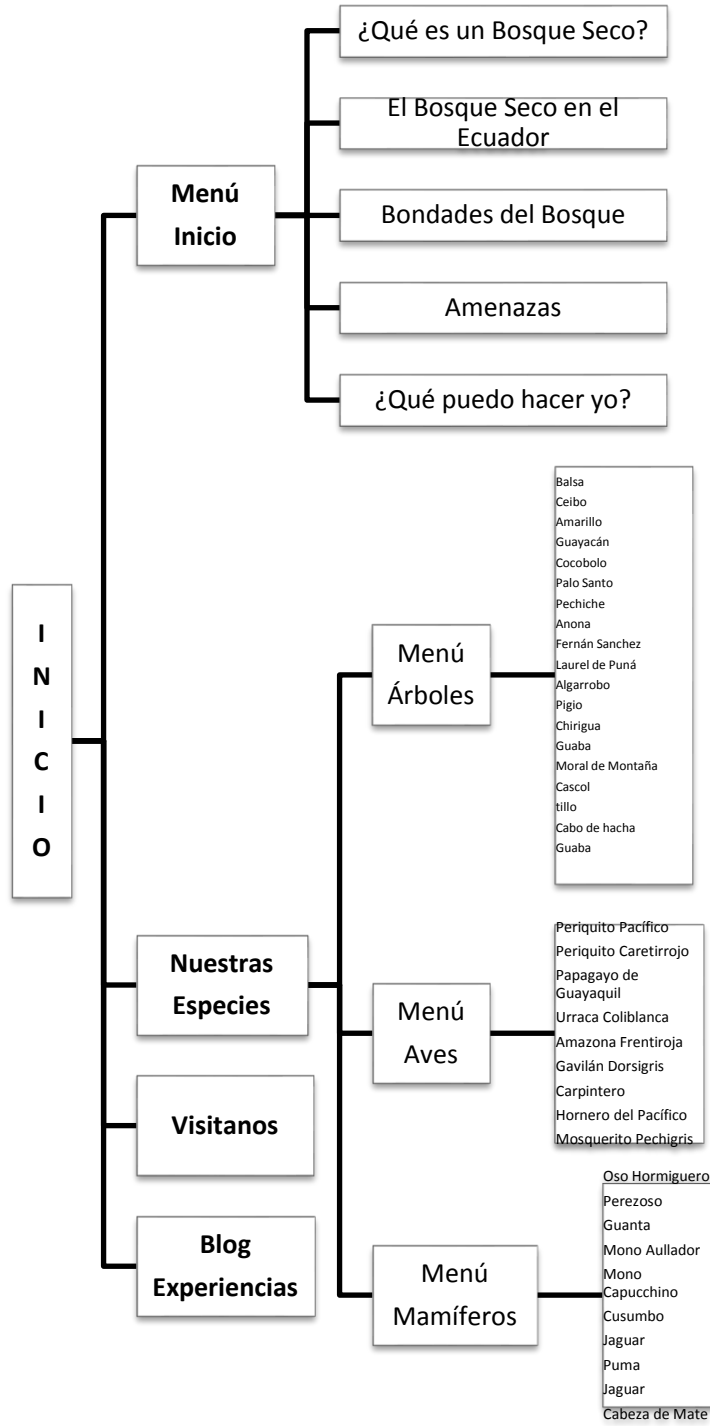 ¿Qué es un Bosque Seco?
El Bosque Seco en el
Ecuador
Menú
Inicio
Bondades del Bosque
Amenazas
¿Qué puedo hacer yo?
I
N
I
C
I
O
Menú
Árboles
Balsa
Ceibo
Amarillo
Guayacán
Cocobolo
Palo Santo
Pechiche
Anona
Fernán Sanchez
Laurel de Puná
Algarrobo
Pigio
Chirigua
Guaba
Moral de Montaña
Cascol
tillo
Cabo de hacha
Guaba
Nuestras
Especies
Menú
Aves
Periquito Pacífico
Periquito Caretirrojo
Papagayo de
Guayaquil
Urraca Coliblanca
Amazona Frentiroja
Gavilán Dorsigris
Carpintero
Hornero del Pacífico
Mosquerito Pechigris
Visitanos
Blog
Experiencias
Menú
Mamíferos
Oso Hormiguero
Perezoso
Guanta
Mono Aullador
Mono
Capucchino
Cusumbo
Jaguar
Puma
Jaguar
Cabeza de Mate